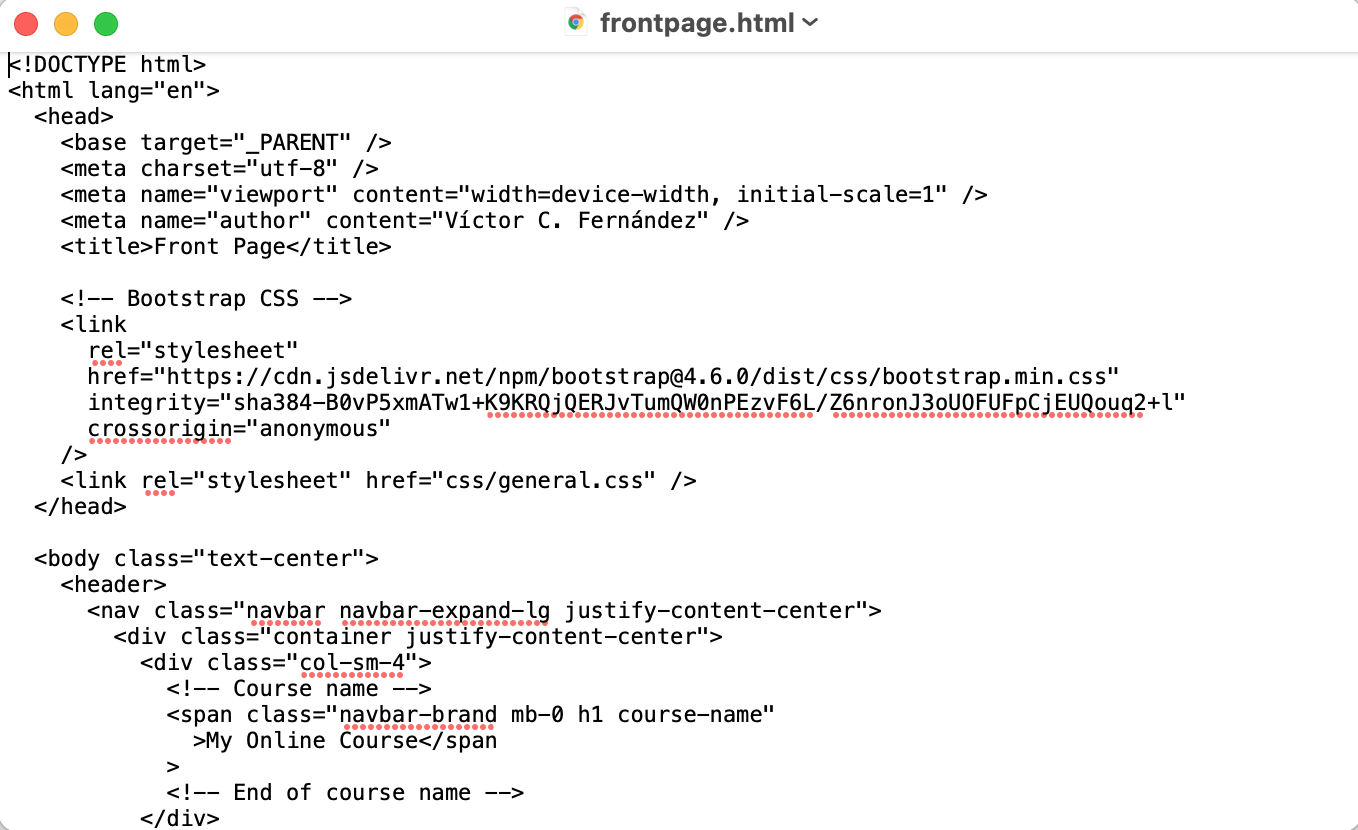 frontpage.html
<!DOCTYPE html>
<html lang="en">
  <head>
    <base target="_PARENT" />
    <meta charset="utf-8" />
    <meta name="viewport" content="width=device-width, initial-scale=1" />
    <meta name="author" content="Víctor C. Fernández" />
    <title>Front Page</title>

    <!-- Bootstrap CSS -->
    <link
      rel="stylesheet"
      href="https://cdn.jsdelivr.net/npm/bootstrap@4.6.0/dist/css/bootstrap.min.css"
      integrity="sha384-B0vP5xmATw1+K9KRQjQERJvTumQW0nPEzvF6L/Z6nronJ3oUOFUFpCjEUQouq2+l"
      crossorigin="anonymous"
    />
    <link rel="stylesheet" href="css/general.css" />
  </head>

  <body class="text-center">
    <header>
      <nav class="navbar navbar-expand-lg justify-content-center">
        <div class="container justify-content-center">
          <div class="col-sm-4">
            <!-- Course name -->
            <span class="navbar-brand mb-0 h1 course-name"
              >My Online Course</span
            >
            <!-- End of course name -->
          </div>